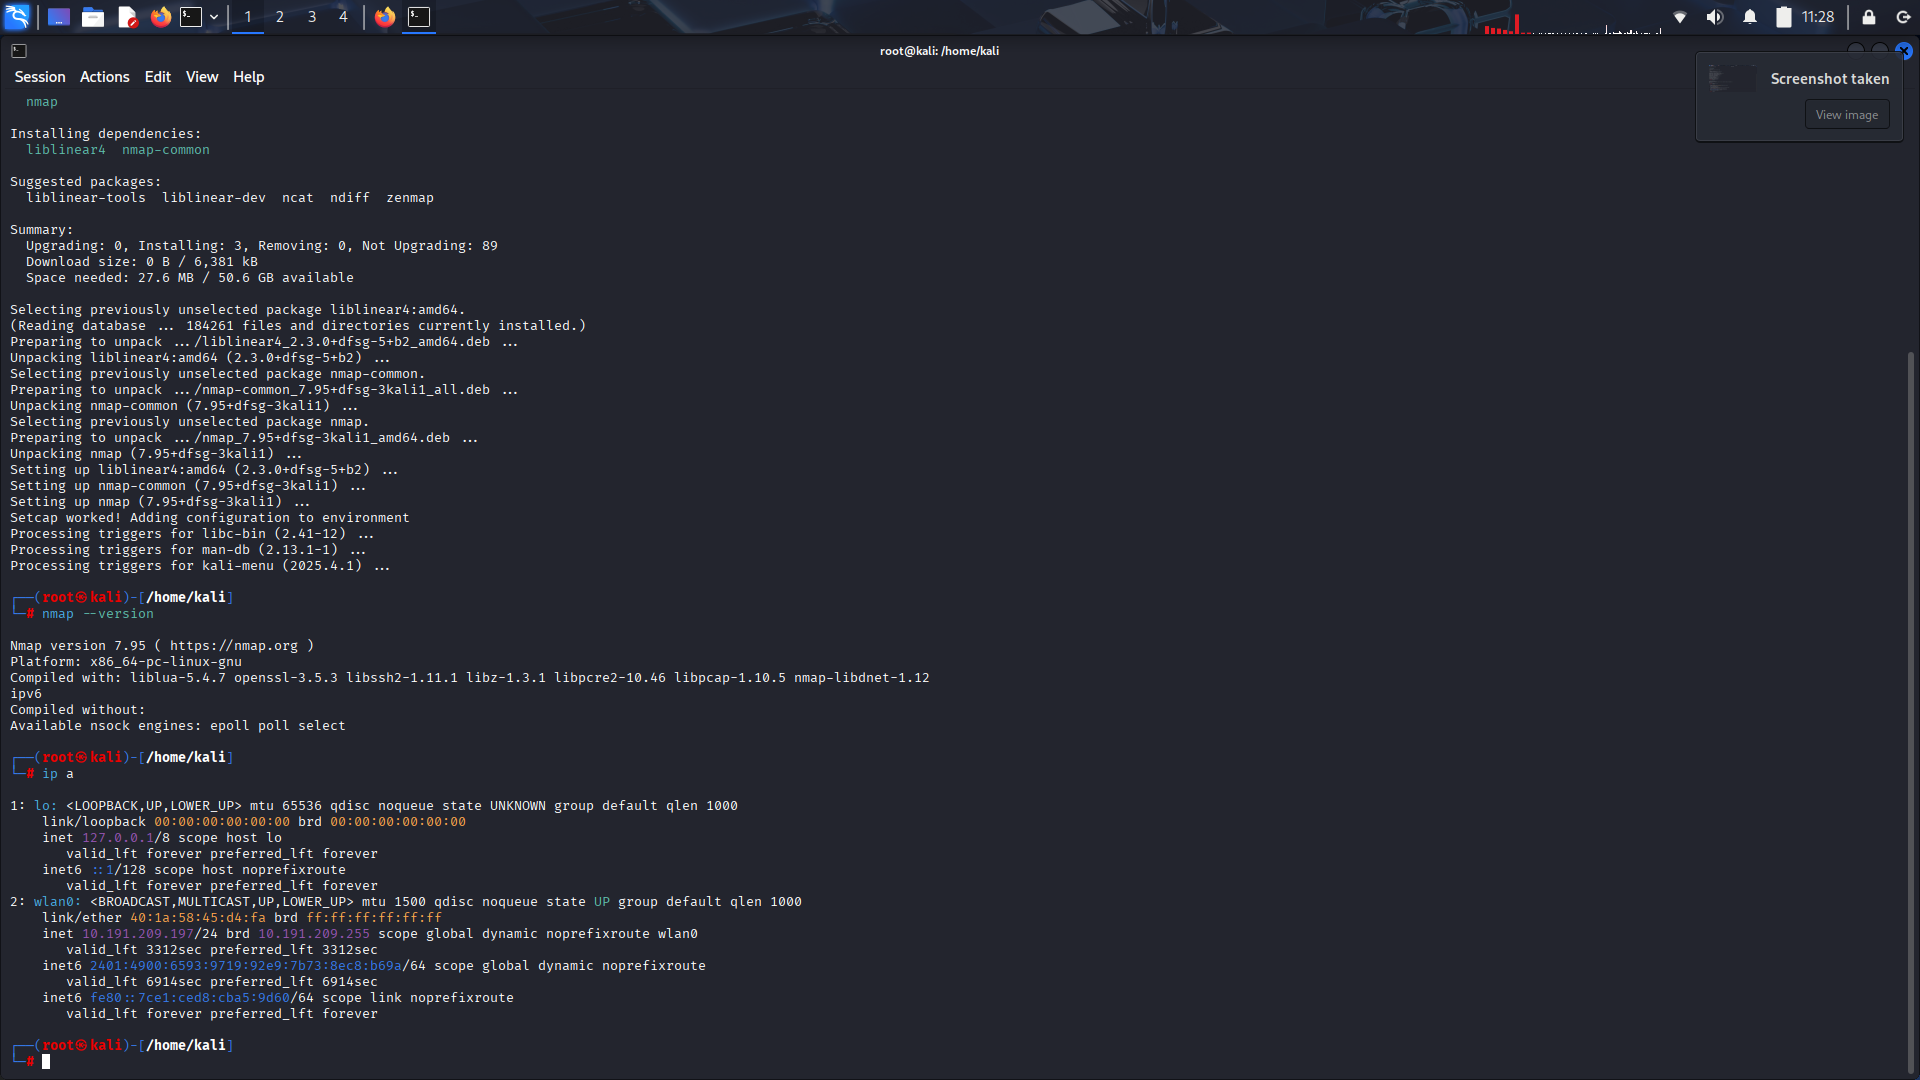 1 2 3 4 11:28
root@kali: /home/kali
Session Actions Edit View Help
Screenshot taken
View image
nmap
Installing dependencies:
liblinear4 nmap-common
Suggested packages:
liblinear-tools liblinear-dev ncat ndiff zenmap
Summary:
Upgrading: 0, Installing: 3, Removing: 0, Not Upgrading: 89
Download size: 0 B / 6,381 kB
Space needed: 27.6 MB / 50.6 GB available
Selecting previously unselected package liblinear4:amd64.
(Reading database ... 184261 files and directories currently installed.)
Preparing to unpack .../liblinear4_2.3.0+dfsg-5+b2_amd64.deb ...
Unpacking liblinear4:amd64 (2.3.0+dfsg-5+b2) ...
Selecting previously unselected package nmap-common.
Preparing to unpack .../nmap-common_7.95+dfsg-3kali1_all.deb ...
Unpacking nmap-common (7.95+dfsg-3kali1) ...
Selecting previously unselected package nmap.
Preparing to unpack .../nmap_7.95+dfsg-3kali1_amd64.deb ...
Unpacking nmap (7.95+dfsg-3kali1) ...
Setting up liblinear4:amd64 (2.3.0+dfsg-5+b2) ...
Setting up nmap-common (7.95+dfsg-3kali1) ...
Setting up nmap (7.95+dfsg-3kali1) ...
Setcap worked! Adding configuration to environment
Processing triggers for libc-bin (2.41-12) ...
Processing triggers for man-db (2.13.1-1) ...
Processing triggers for kali-menu (2025.4.1) ...
┌──(root㉿kali)-[/home/kali]
└─# nmap --version
Nmap version 7.95 ( https://nmap.org )
Platform: x86_64-pc-linux-gnu
Compiled with: liblua-5.4.7 openssl-3.5.3 libssh2-1.11.1 libz-1.3.1 libpcre2-10.46 libpcap-1.10.5 nmap-libdnet-1.12
ipv6
Compiled without:
Available nsock engines: epoll poll select
┌──(root㉿kali)-[/home/kali]
└─# ip a
1: lo: <LOOPBACK,UP,LOWER_UP> mtu 65536 qdisc noqueue state UNKNOWN group default qlen 1000
link/loopback 00:00:00:00:00:00 brd 00:00:00:00:00:00
inet 127.0.0.1/8 scope host lo
valid_lft forever preferred_lft forever
inet6 ::1/128 scope host noprefixroute
valid_lft forever preferred_lft forever
2: wlan0: <BROADCAST,MULTICAST,UP,LOWER_UP> mtu 1500 qdisc noqueue state UP group default qlen 1000
link/ether 40:1a:58:45:d4:fa brd ff:ff:ff:ff:ff:ff
inet 10.191.209.197/24 brd 10.191.209.255 scope global dynamic noprefixroute wlan0
valid_lft 3312sec preferred_lft 3312sec
inet6 2401:4900:6593:9719:92e9:7b73:8ec8:b69a/64 scope global dynamic noprefixroute
valid_lft 6914sec preferred_lft 6914sec
inet6 fe80::7ce1:ced8:cba5:9d60/64 scope link noprefixroute
valid_lft forever preferred_lft forever
┌──(root㉿kali)-[/home/kali]
└─#